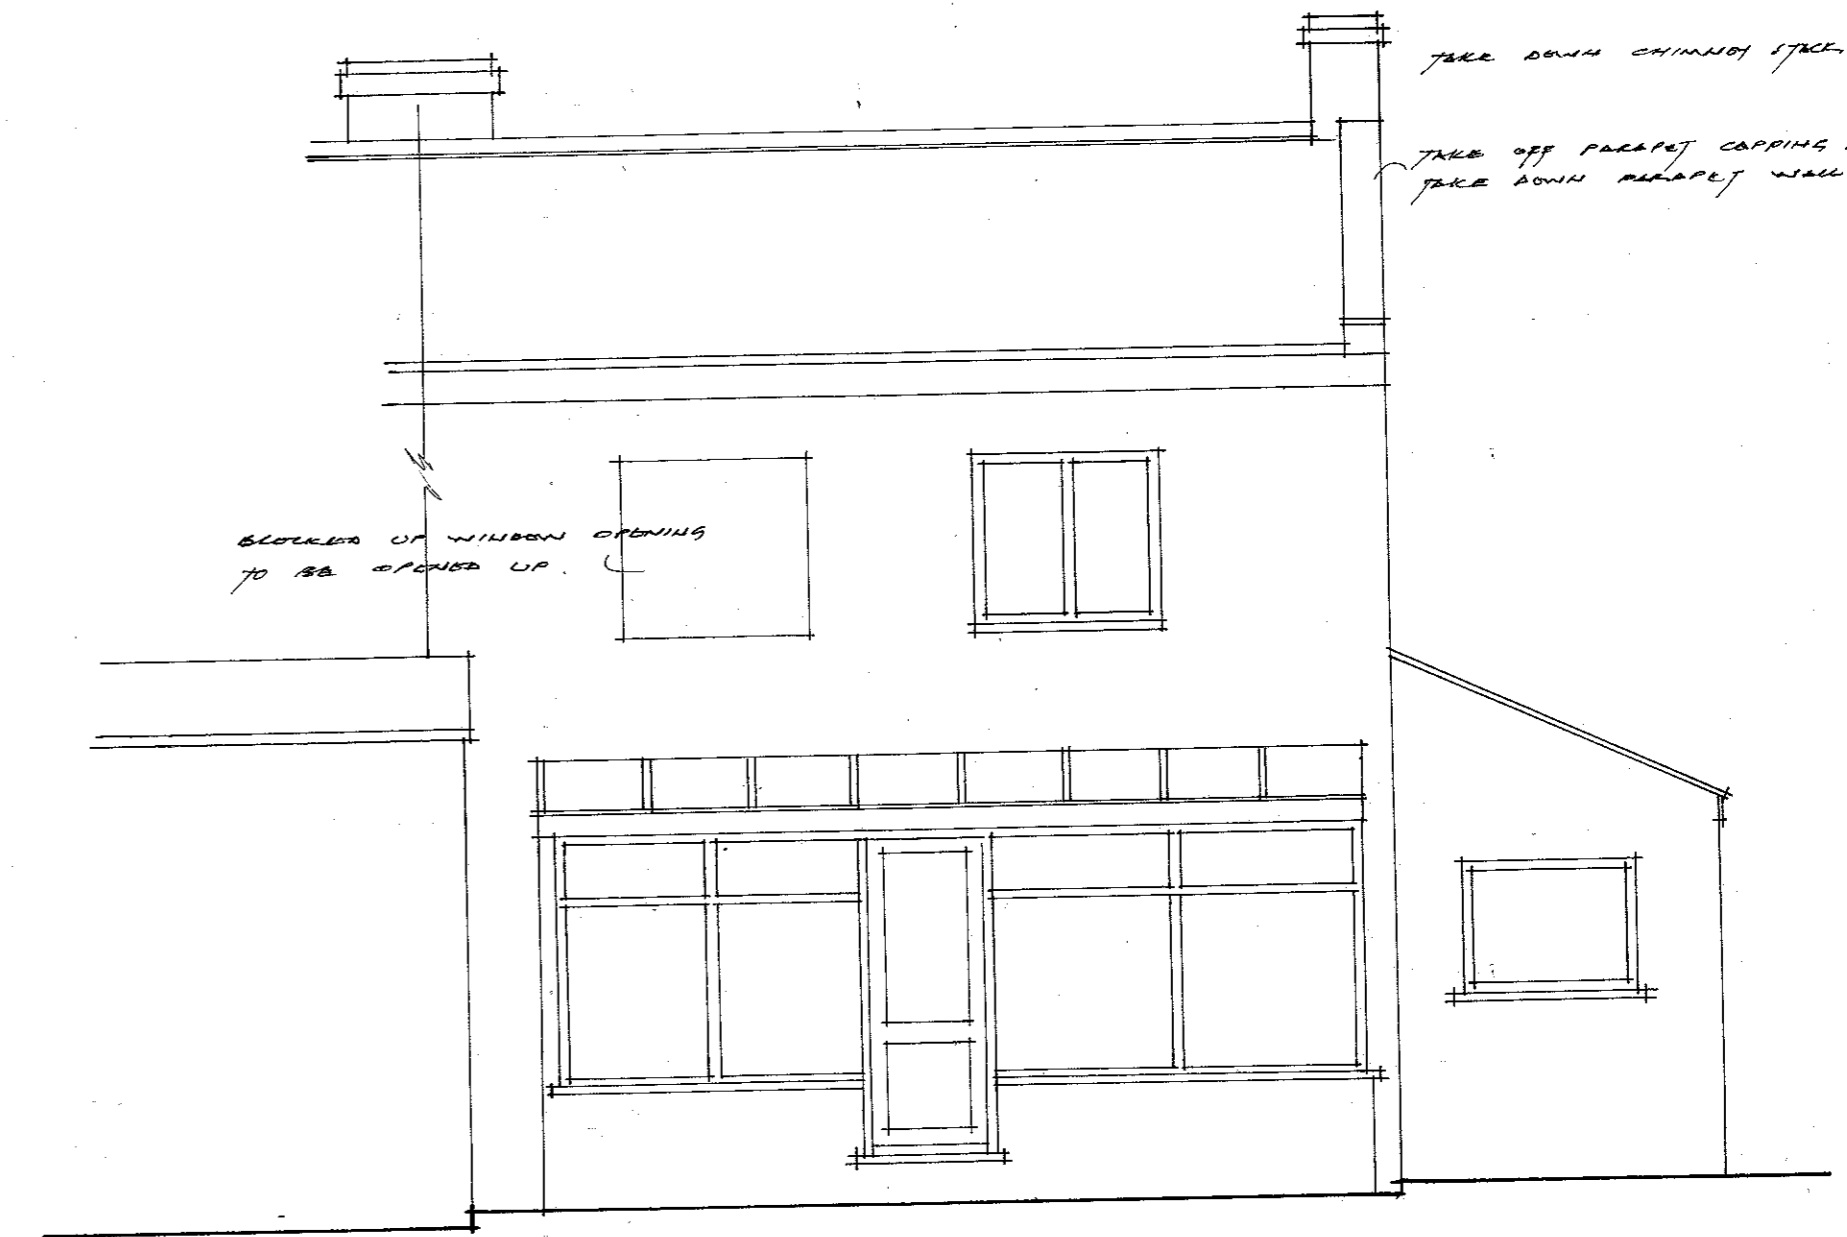 TAKE DOWN CHIMNEY STACK
TAKE OFF PARAPET CAPPING
TAKE DOWN PARAPET WALL
BLOCKED UP WINDOW OPENING
TO BE OPENED UP.